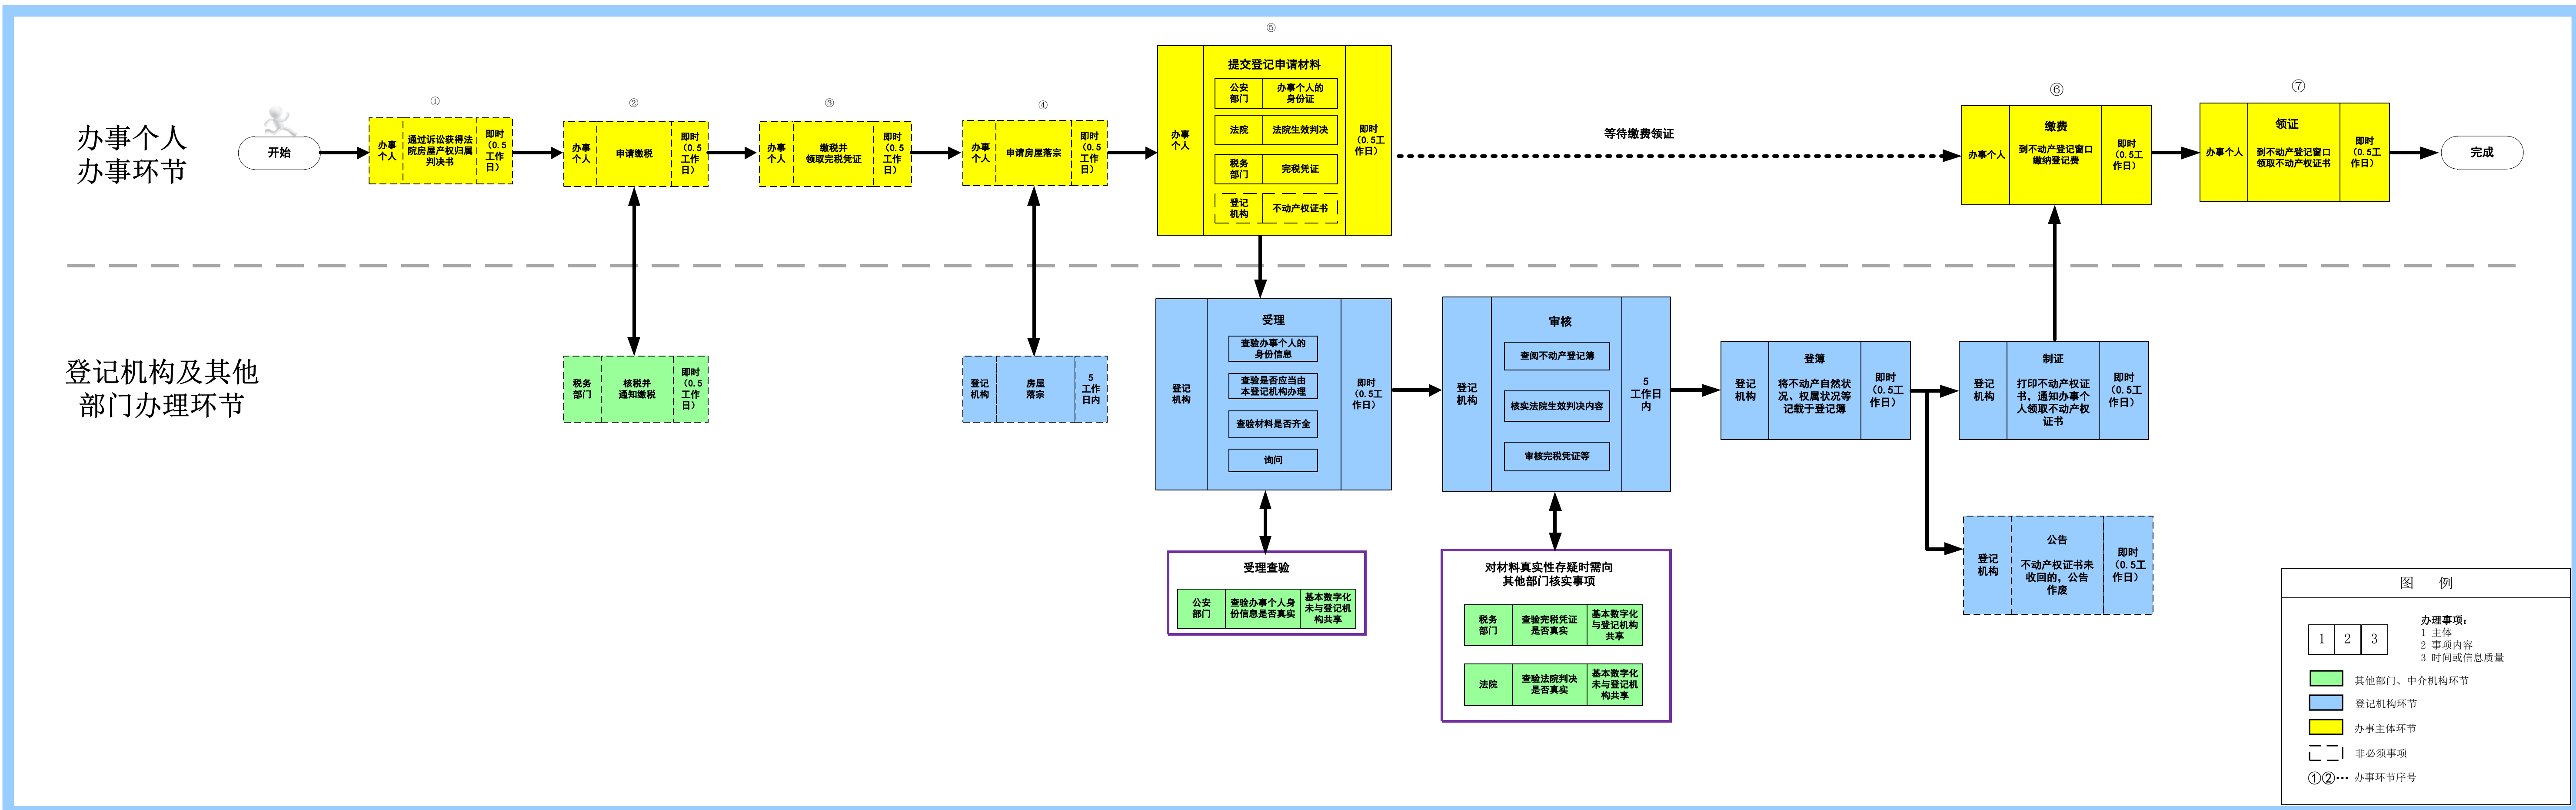 办事个人
办事环节
开始
①
办事
个人
通过诉讼获得法
院房屋产权归属
判决书
即时
（0.5
工作
日）
②
办事
个人
申请缴税
即时
（0.5
工作
日）
③
办事
个人
缴税并
领取完税凭证
即时
（0.5
工作
日）
④
办事
个人
申请房屋落宗
即时
（0.5
工作
日）
⑤
办事
个人
提交登记申请材料
公安
部门
办事个人的
身份证
法院
法院生效判决
税务
部门
完税凭证
登记
机构
不动产权证书
即时
（0.5工
作日）
等待缴费领证
⑥
办事个人
缴费
到不动产登记窗口
缴纳登记费
即时
（0.5工
作日）
⑦
办事个人
领证
到不动产登记窗口
领取不动产权证书
即时
（0.5工
作日）
完成
登记机构及其他
部门办理环节
税务
部门
核税并
通知缴税
即时
（0.5
工作
日）
登记
机构
房屋
落宗
5
工作
日内
登记
机构
受理
查验办事个人的
身份信息
查验是否应当由
本登记机构办理
查验材料是否齐全
询问
即时
（0.5工
作日）
登记
机构
审核
查阅不动产登记簿
核实法院生效判决内容
审核完税凭证等
5
工作日
内
登记
机构
登簿
将不动产自然状
况、权属状况等
记载于登记簿
即时
（0.5工
作日）
登记
机构
制证
打印不动产权证
书，通知办事个
人领取不动产权
证书
即时
（0.5工
作日）
登记
机构
公告
不动产权证书未
收回的，公告
作废
即时
（0.5工
作日）
受理查验
公安
部门
查验办事个人身
份信息是否真实
基本数字化
未与登记机
构共享
对材料真实性存疑时需向
其他部门核实事项
税务
部门
查验完税凭证
是否真实
基本数字化
与登记机构
共享
法院
查验法院判决
是否真实
基本数字化
未与登记机
构共享
图 例
1 2 3
办理事项：
1 主体
2 事项内容
3 时间或信息质量
其他部门、中介机构环节
登记机构环节
办事主体环节
非必须事项
①②… 办事环节序号